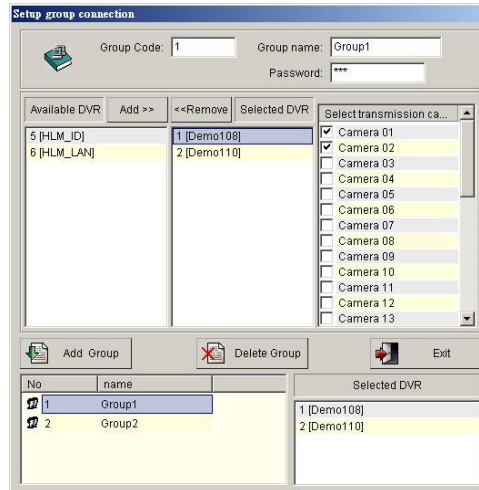 Setup group connection
Group Code: 1 Group name: Group1
Password: ***
Available DVR Add >> <<Remove Selected DVR Select transmission ca...
5 [HLM_ID] 1 [Demo108] Camera 01
6 [HLM_LAN] 2 [Demo110] Camera 02
Camera 03
Camera 04
Camera 05
Camera 06
Camera 07
Camera 08
Camera 09
Camera 10
Camera 11
Camera 12
Camera 13
Add Group Delete Group Exit
No name Selected DVR
1 Group1 1 [Demo108]
2 Group2 2 [Demo110]